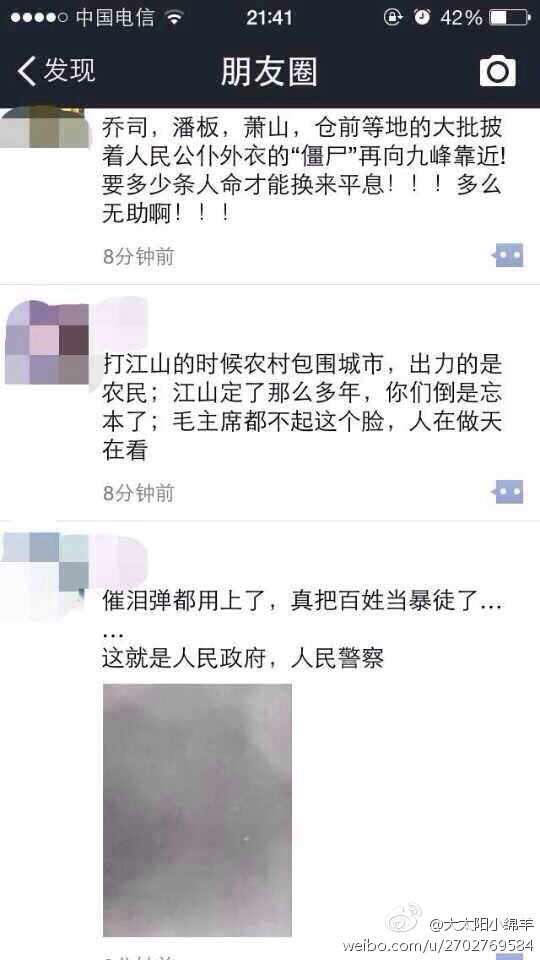 中国电信
21:41
42%
发现
朋友圈
乔司，潘板，萧山，仓前等地的大批披
着人民公仆外衣的“僵尸”再向九峰靠近!
要多少条人命才能换来平息！！！多么
无助啊！！！
8分钟前
打江山的时候农村包围城市，出力的是
农民；江山定了那么多年，你们倒是忘
本了；毛主席都不起这个脸，人在做天
在看
8分钟前
催泪弹都用上了，真把百姓当暴徒了...
...
这就是人民政府，人民警察
@大太阳小绵羊
weibo.com/u/2702769584